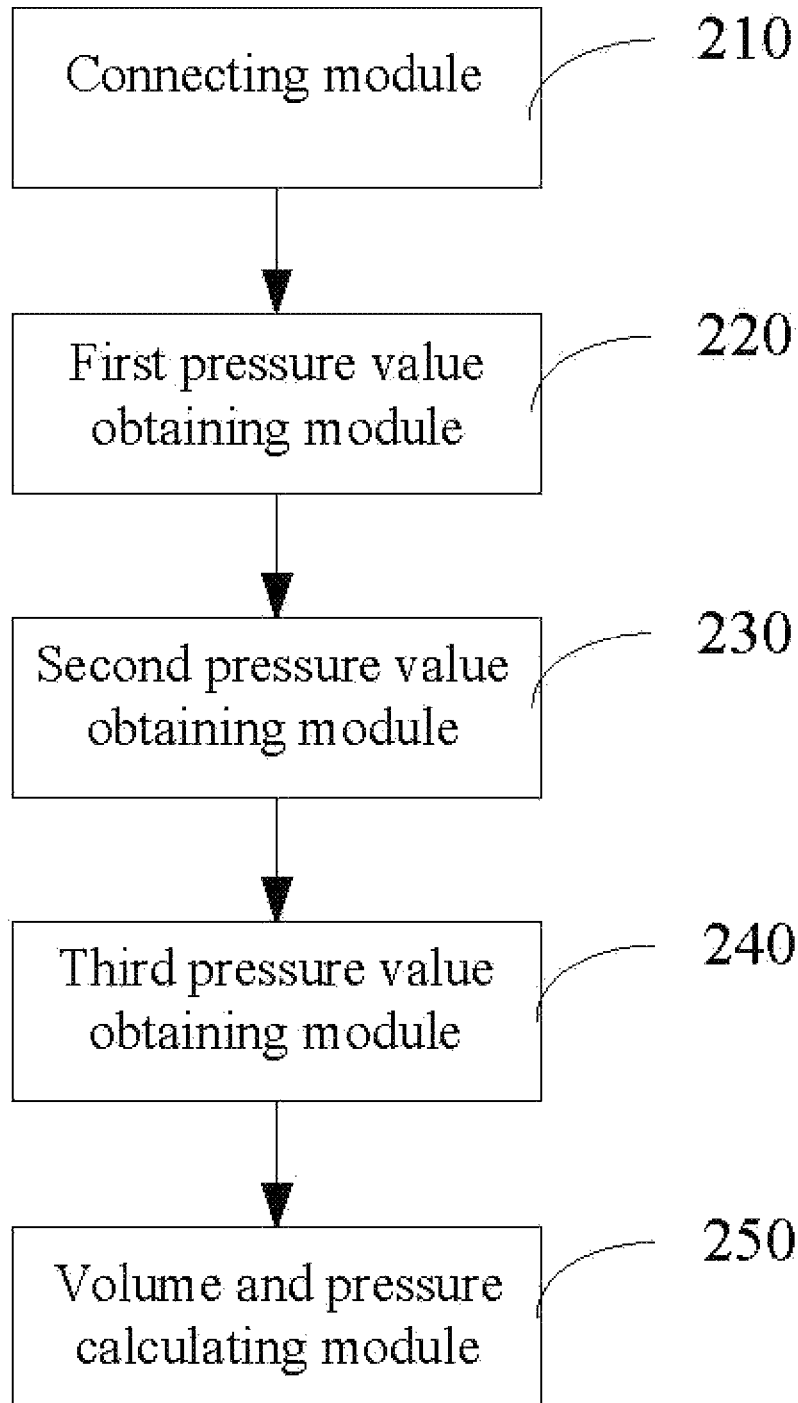 Connecting module
210
First pressure value
obtaining module
220
Second pressure value
obtaining module
230
Third pressure value
obtaining module
240
Volume and pressure
calculating module
250